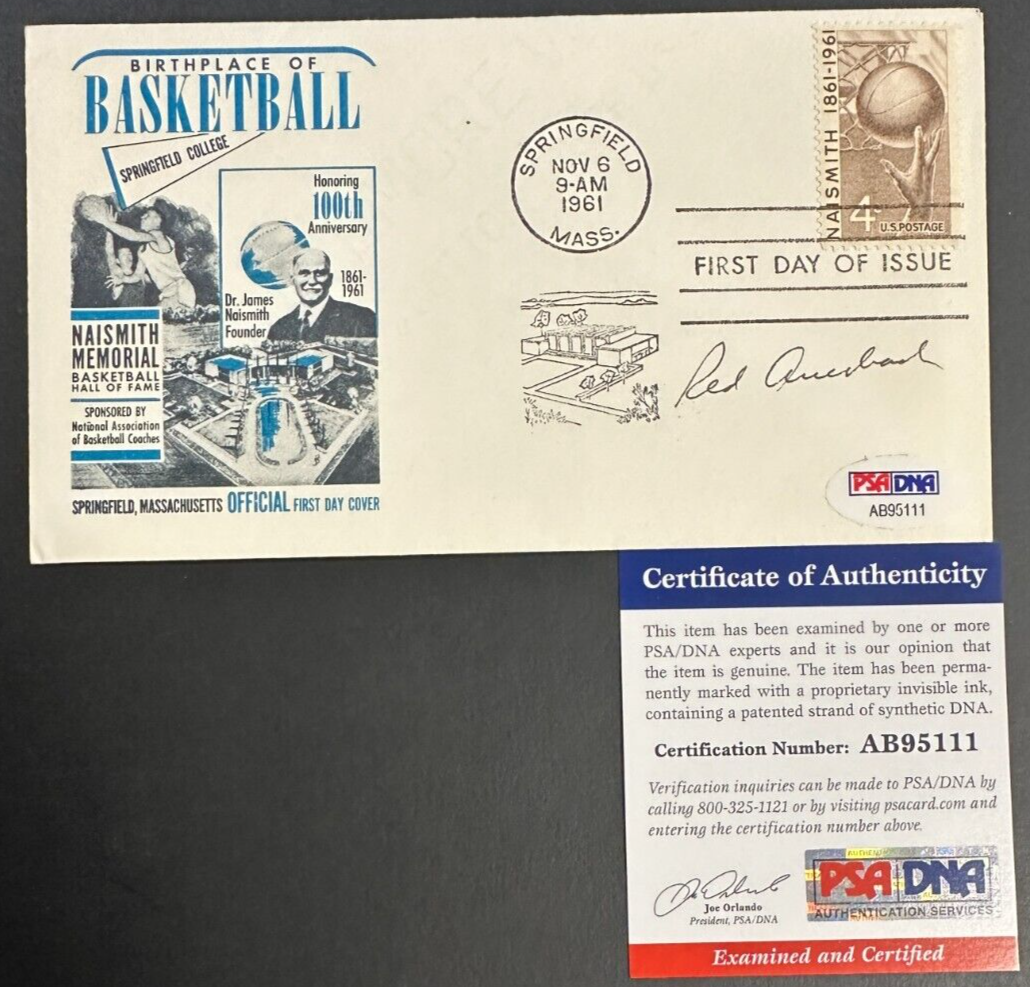 BIRTHPLACE OF
BASKETBALL
SPRINGFIELD COLLEGE
Honoring
100th
Anniversary
1861-
1961
Dr. James
Naismith
Founder
NAISMITH
MEMORIAL
BASKETBALL
HALL OF FAME
SPONSORED BY
National Association
of Basketball Coaches
SPRINGFIELD, MASSACHUSETTS OFFICIAL FIRST DAY COVER
SPRINGFIELD
NOV 6
9-AM
1961
MASS.
NAISMITH 1861-1961
4c U.S. POSTAGE
FIRST DAY OF ISSUE
Red Auerbach
PSA DNA
AB95111
Certificate of Authenticity
This item has been examined by one or more
PSA/DNA experts and it is our opinion that
the item is genuine. The item has been perma-
nently marked with a proprietary invisible ink,
containing a patented strand of synthetic DNA.
Certification Number: AB95111
Verification inquiries can be made to PSA/DNA by
calling 800-325-1121 or by visiting psacard.com and
entering the certification number above.
Joe Orlando
President, PSA/DNA
PSA DNA
AUTHENTICATION SERVICES
Examined and Certified